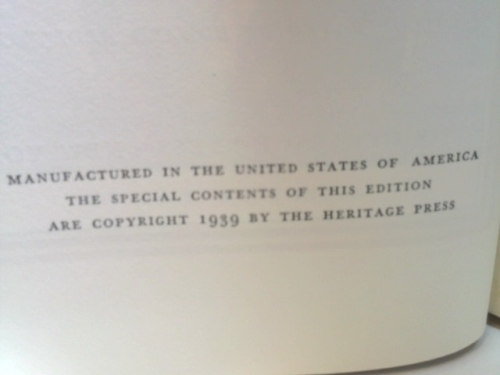 MANUFACTURED IN THE UNITED STATES OF AMERICA
THE SPECIAL CONTENTS OF THIS EDITION
ARE COPYRIGHT 1939 BY THE HERITAGE PRESS